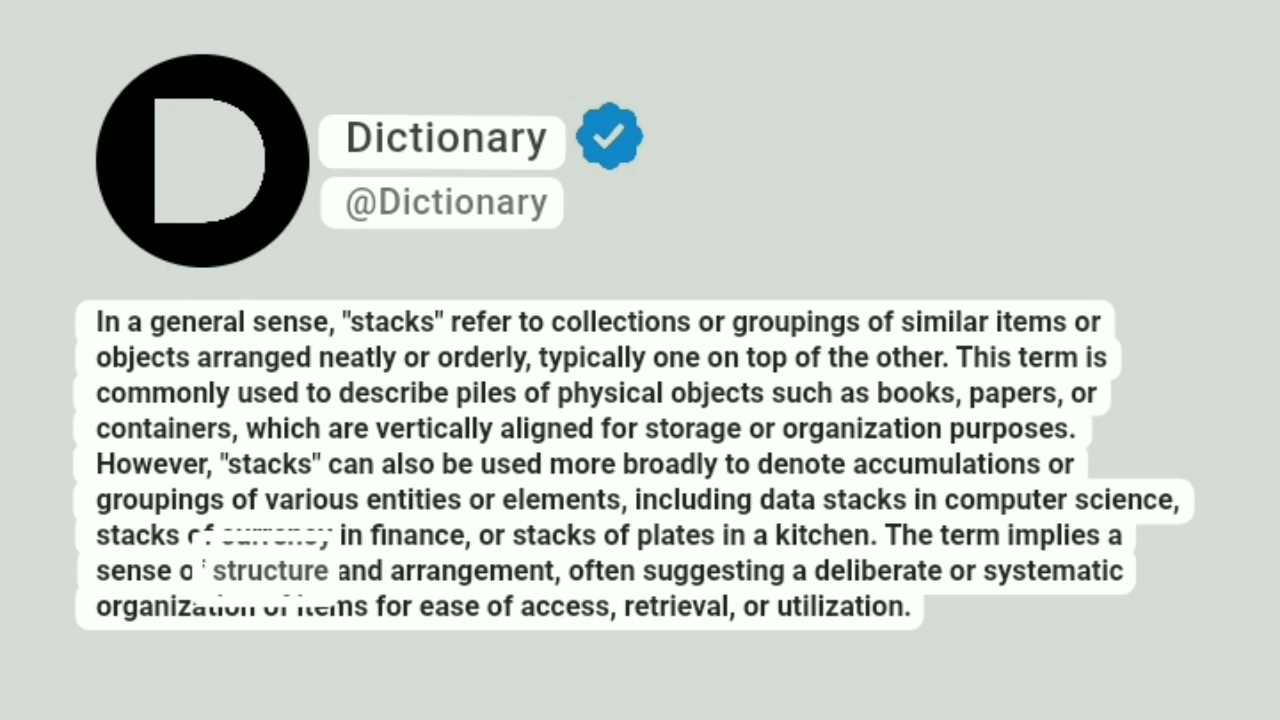 D
Dictionary
@Dictionary
In a general sense, "stacks" refer to collections or groupings of similar items or
objects arranged neatly or orderly, typically one on top of the other. This term is
commonly used to describe piles of physical objects such as books, papers, or
containers, which are vertically aligned for storage or organization purposes.
However, "stacks" can also be used more broadly to denote accumulations or
groupings of various entities or elements, including data stacks in computer science,
stacks in finance, or stacks of plates in a kitchen. The term implies a
sense structure and arrangement, often suggesting a deliberate or systematic
organization of items for ease of access, retrieval, or utilization.